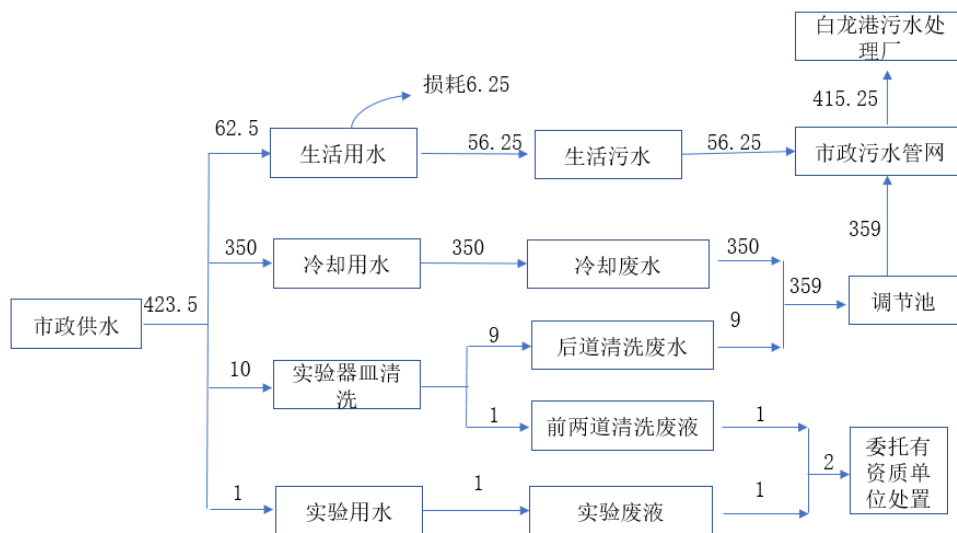 白龙港污水处
理厂
损耗6.25
415.25
62.5
生活用水
56.25
生活污水
56.25
市政污水管网
359
350
冷却用水
350
冷却废水
350
359
调节池
市政供水
423.5
10
实验器皿清
洗
9
后道清洗废水
9
1
前两道清洗废液
1
2
委托有
资质单
位处置
1
实验用水
1
实验废液
1